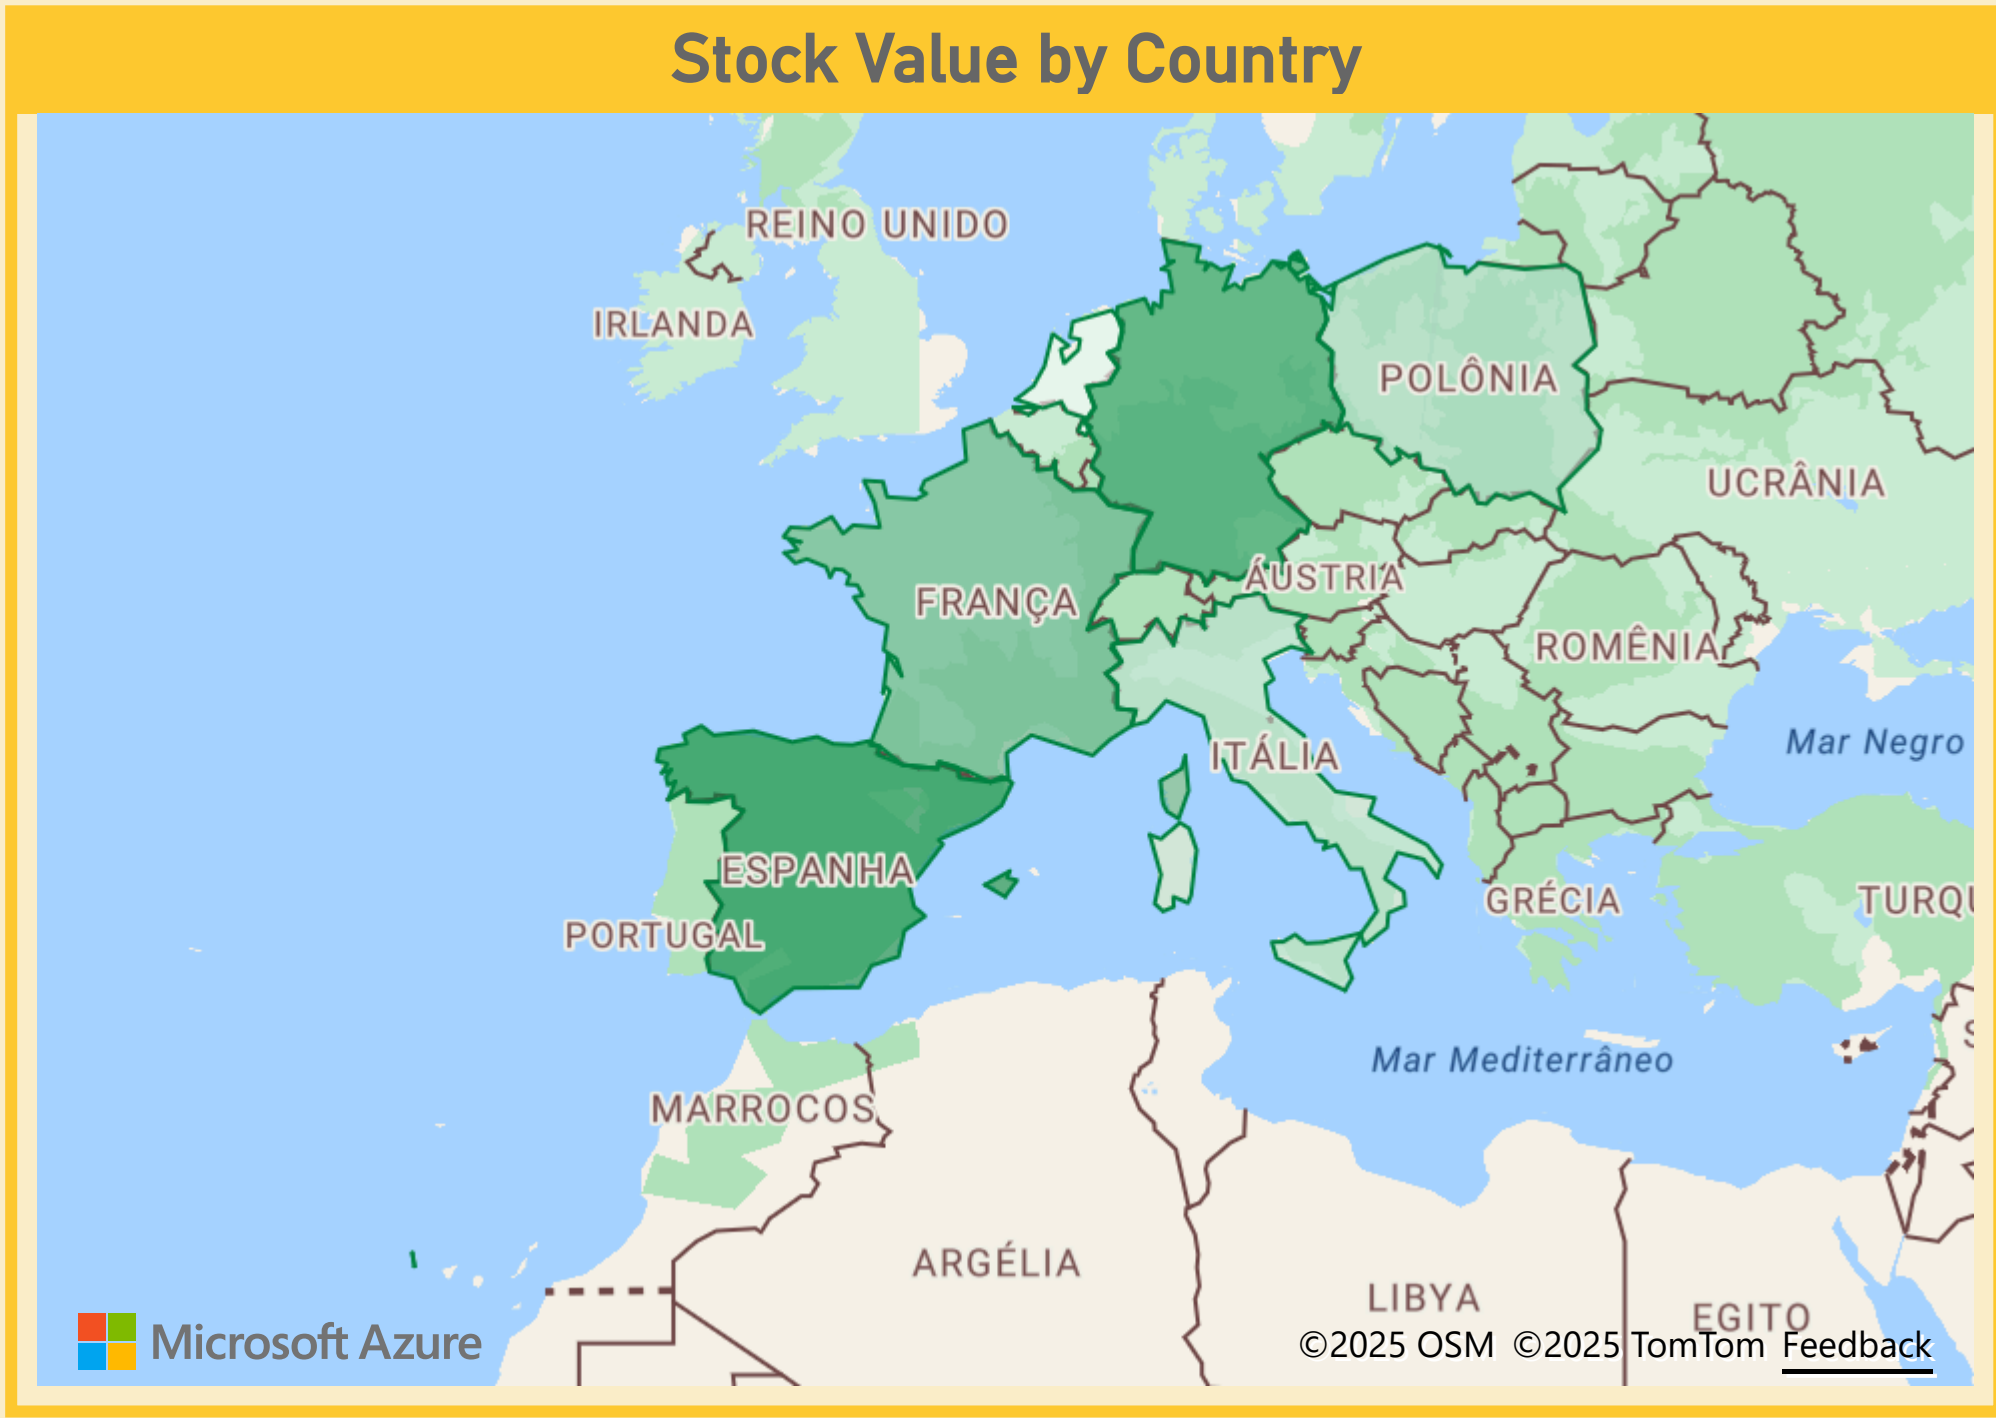 Stock Value by Country
REINO UNIDO
IRLANDA
POLÔNIA
UCRÂNIA
ÁUSTRIA
FRANÇA
ROMÊNIA
Mar Negro
ITÁLIA
ESPANHA
GRÉCIA
TURQU
PORTUGAL
S
Mar Mediterrâneo
MARROCOS
ARGÉLIA
LIBYA
EGITO
Microsoft Azure
©2025 OSM ©2025 TomTom Feedback